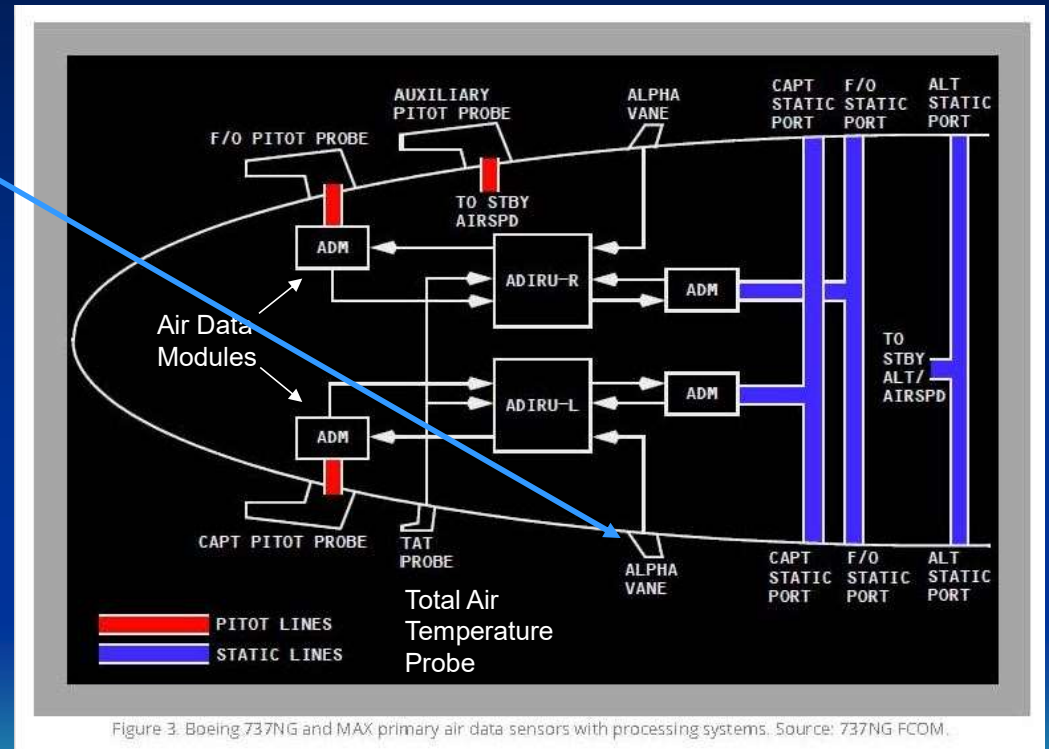 AUXILIARY
PITOT PROBE
ALPHA
VANE
CAPT
STATIC
PORT
F/O
STATIC
PORT
ALT
STATIC
PORT
F/O PITOT PROBE
TO STBY
AIRSPD
ADM
ADIRU-R
ADM
Air Data
Modules
TO
STBY
ALT/
AIRSPD
ADIRU-L
ADM
ADM
CAPT PITOT PROBE
TAT
PROBE
ALPHA
VANE
CAPT
STATIC
PORT
F/O
STATIC
PORT
ALT
STATIC
PORT
Total Air
Temperature
Probe
PITOT LINES
STATIC LINES
Figure 3. Boeing 737NG and MAX primary air data sensors with processing systems. Source: 737NG FCOM.